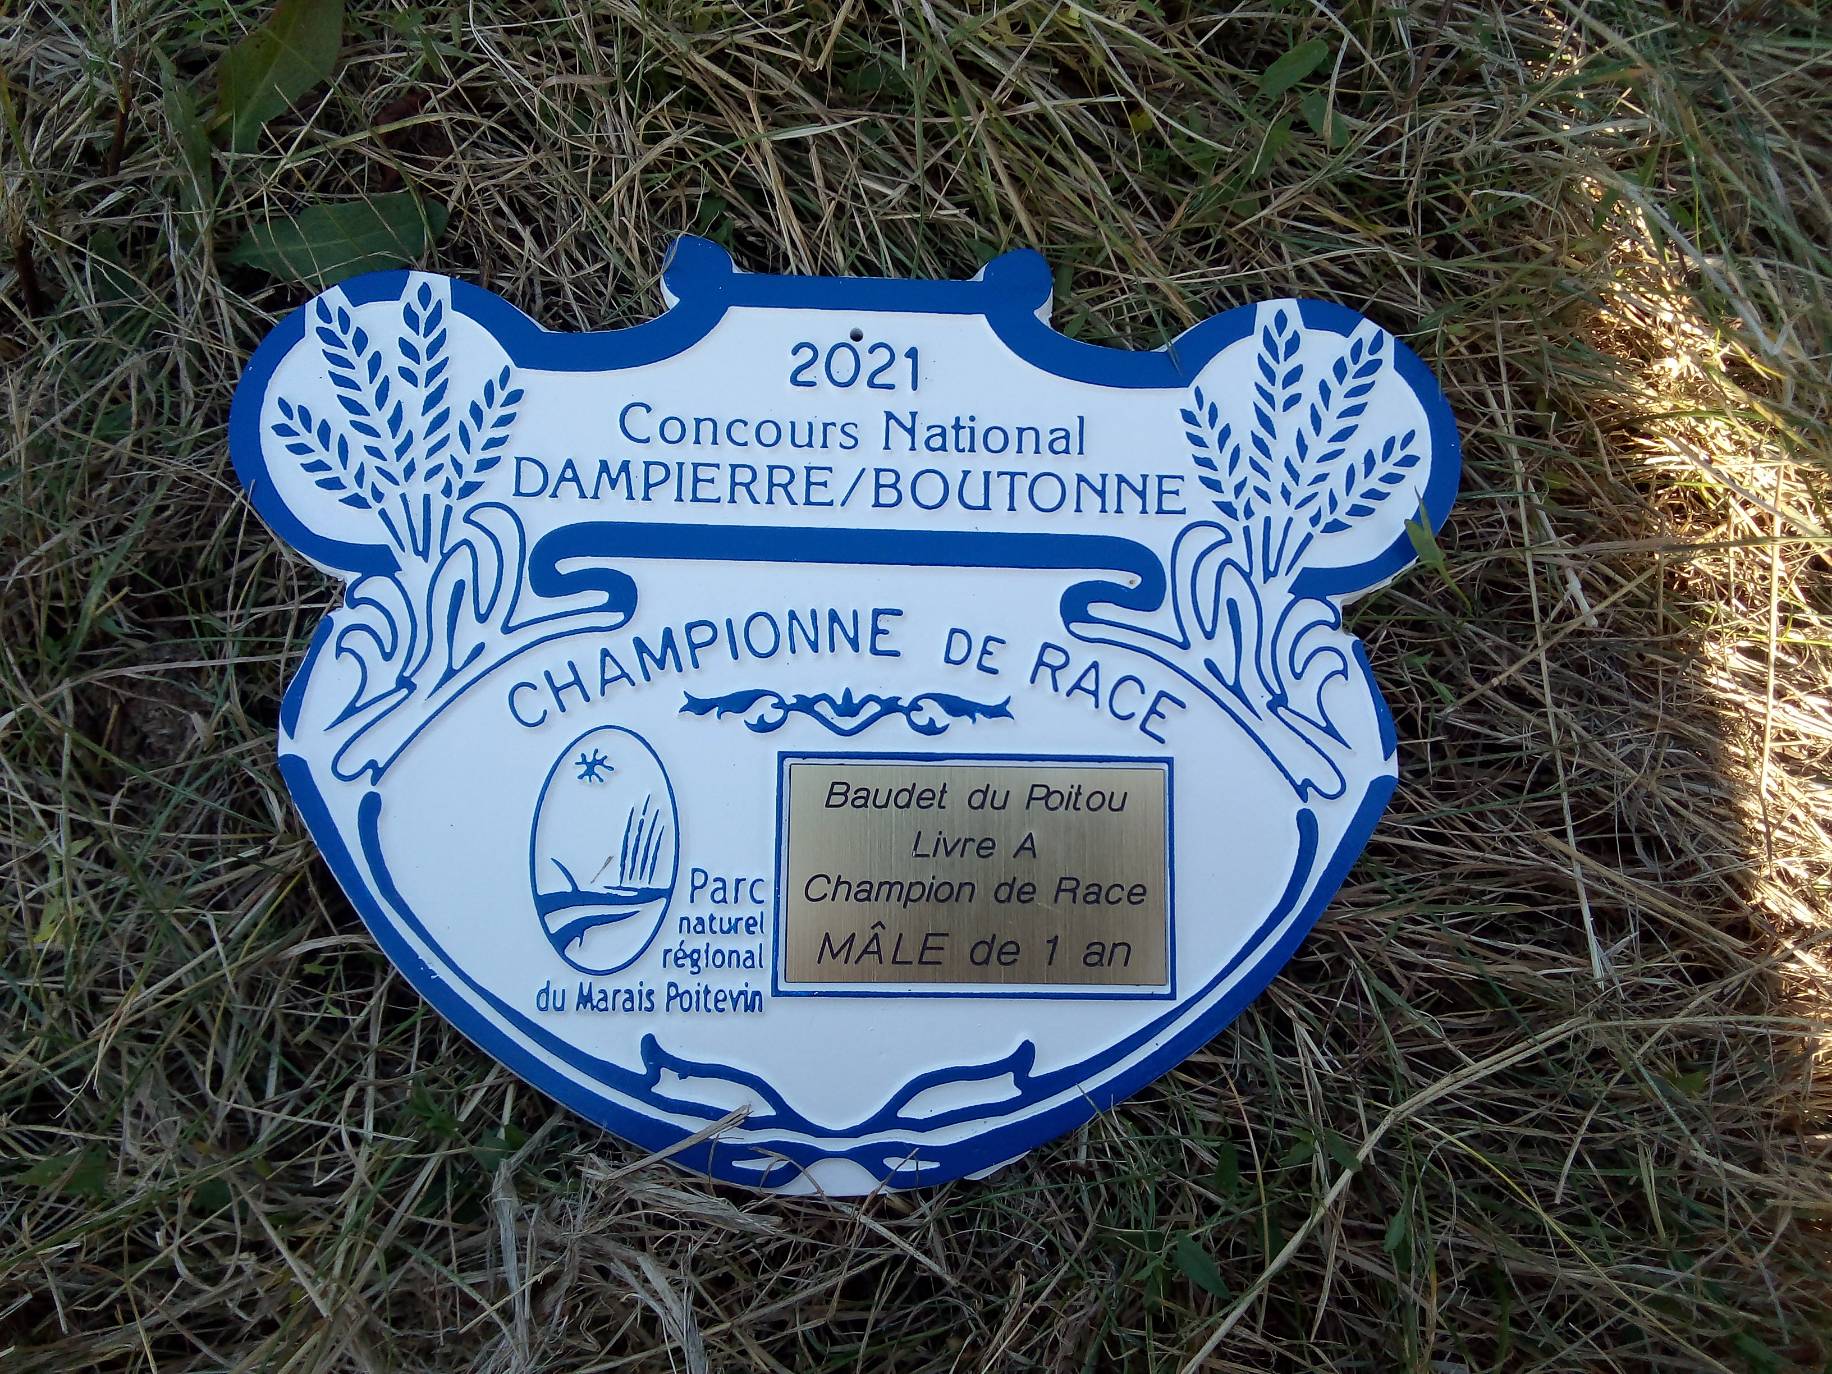 2021
Concours National
DAMPIERRE/BOUTONNE
CHAMPIONNE DE RACE
Parc
naturel
régional
du Marais Poitevin
Baudet du Poitou
Livre A
Champion de Race
MÂLE de 1 an